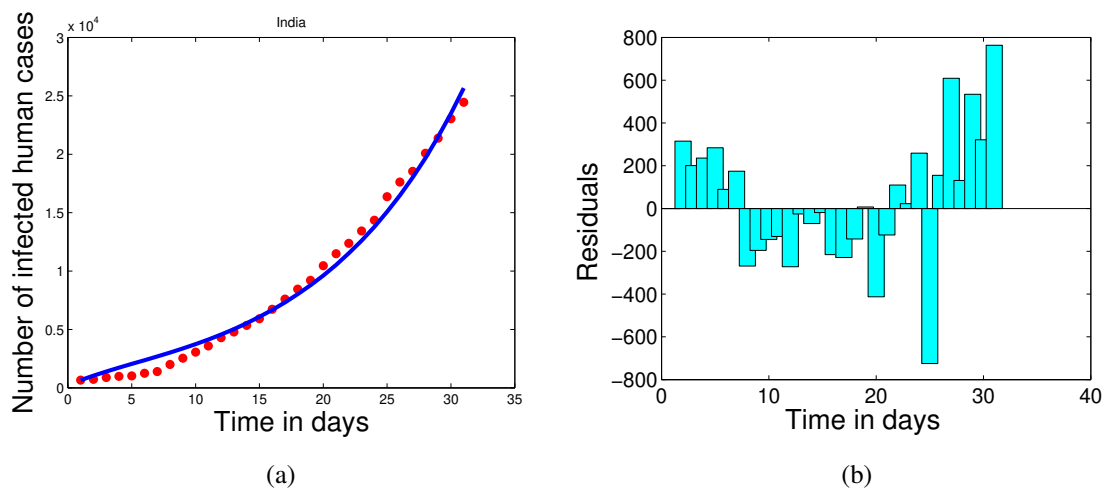 India
x 10⁴
3
2.5
2
1.5
1
0.5
0
0 5 10 15 20 25 30 35
Number of infected human cases
Time in days
(a)
800
600
400
200
0
−200
−400
−600
−800
0 10 20 30 40
Residuals
Time in days
(b)